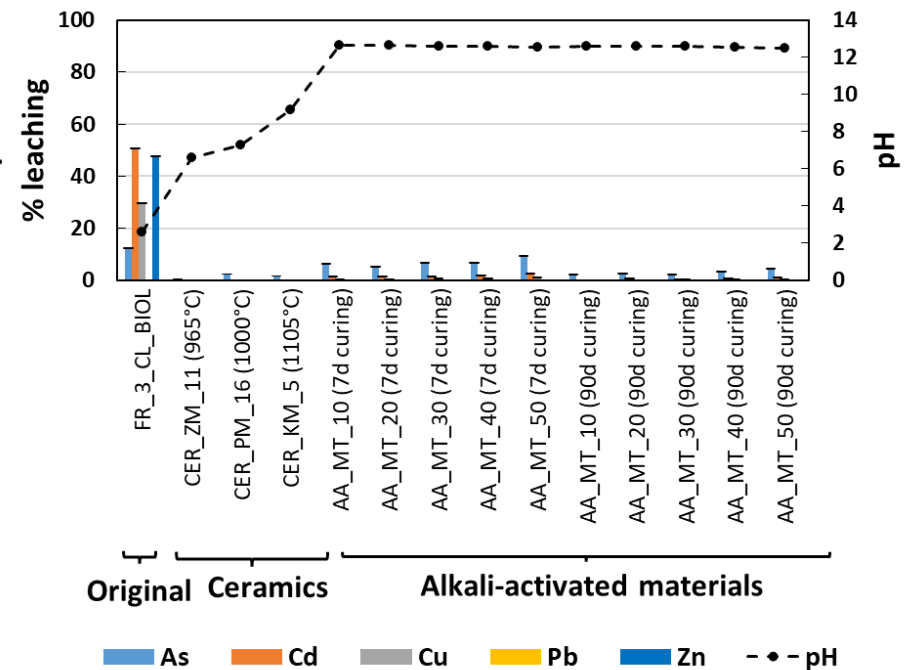 % leaching
100
80
60
40
20
0
14
12
10
8
6
4
2
0
pH
FR_3_CL_BIOL
CER_ZM_11 (965°C)
CER_PM_16 (1000°C)
CER_KM_5 (1105°C)
AA_MT_10 (7d curing)
AA_MT_20 (7d curing)
AA_MT_30 (7d curing)
AA_MT_40 (7d curing)
AA_MT_50 (7d curing)
AA_MT_10 (90d curing)
AA_MT_20 (90d curing)
AA_MT_30 (90d curing)
AA_MT_40 (90d curing)
AA_MT_50 (90d curing)
Original Ceramics Alkali-activated materials
As Cd Cu Pb Zn pH